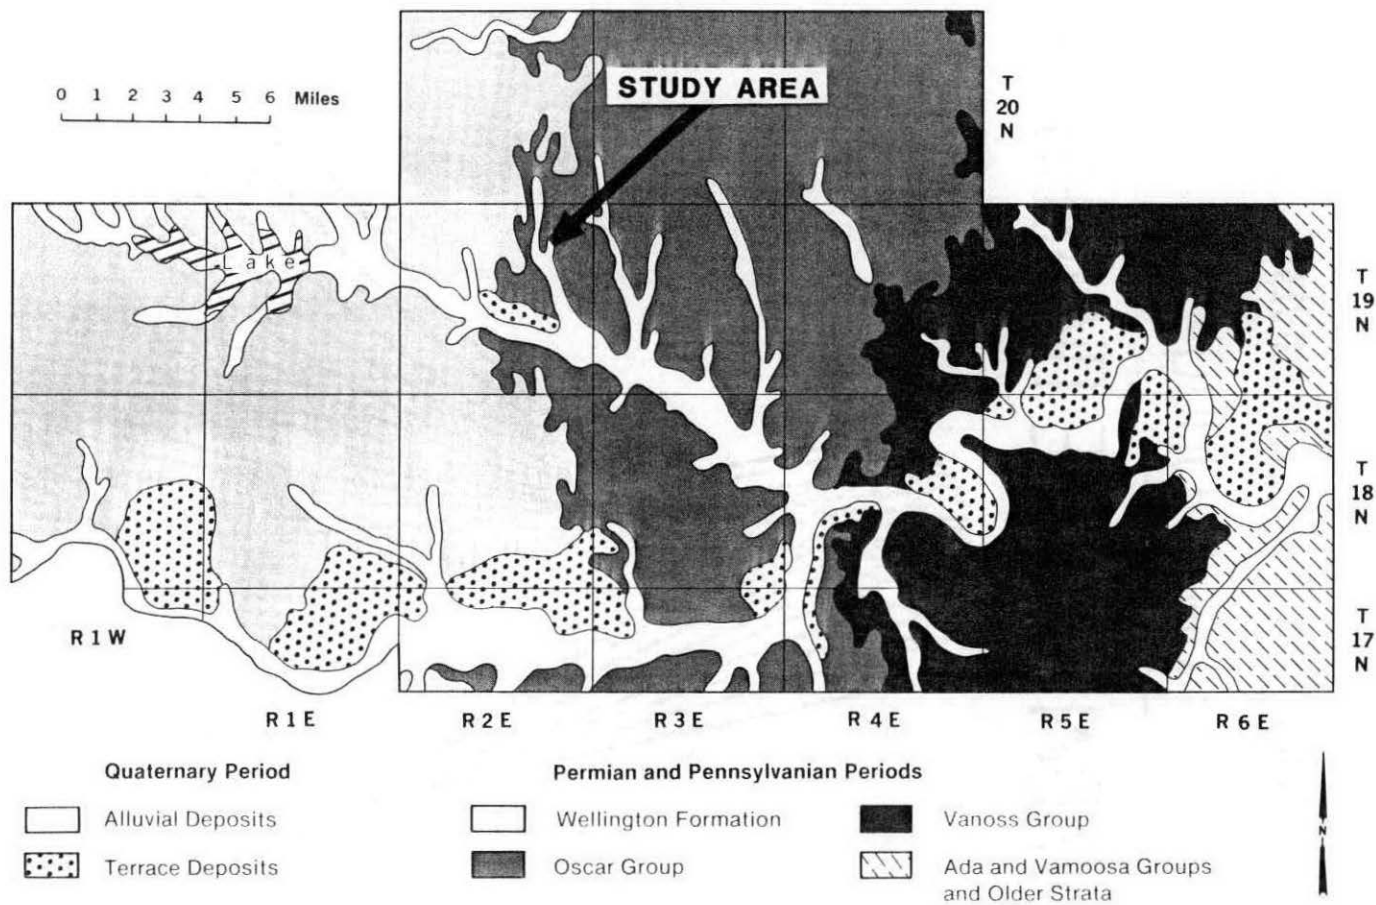 STUDY AREA
0 1 2 3 4 5 6 Miles
T
20
N
Lake
T
19
N
T
18
N
R 1 W
T
17
N
R 1 E
R 2 E
R 3 E
R 4 E
R 5 E
R 6 E
Quaternary Period
Permian and Pennsylvanian Periods
Alluvial Deposits
Wellington Formation
Vanoss Group
Terrace Deposits
Oscar Group
Ada and Vamoosa Groups
and Older Strata
N